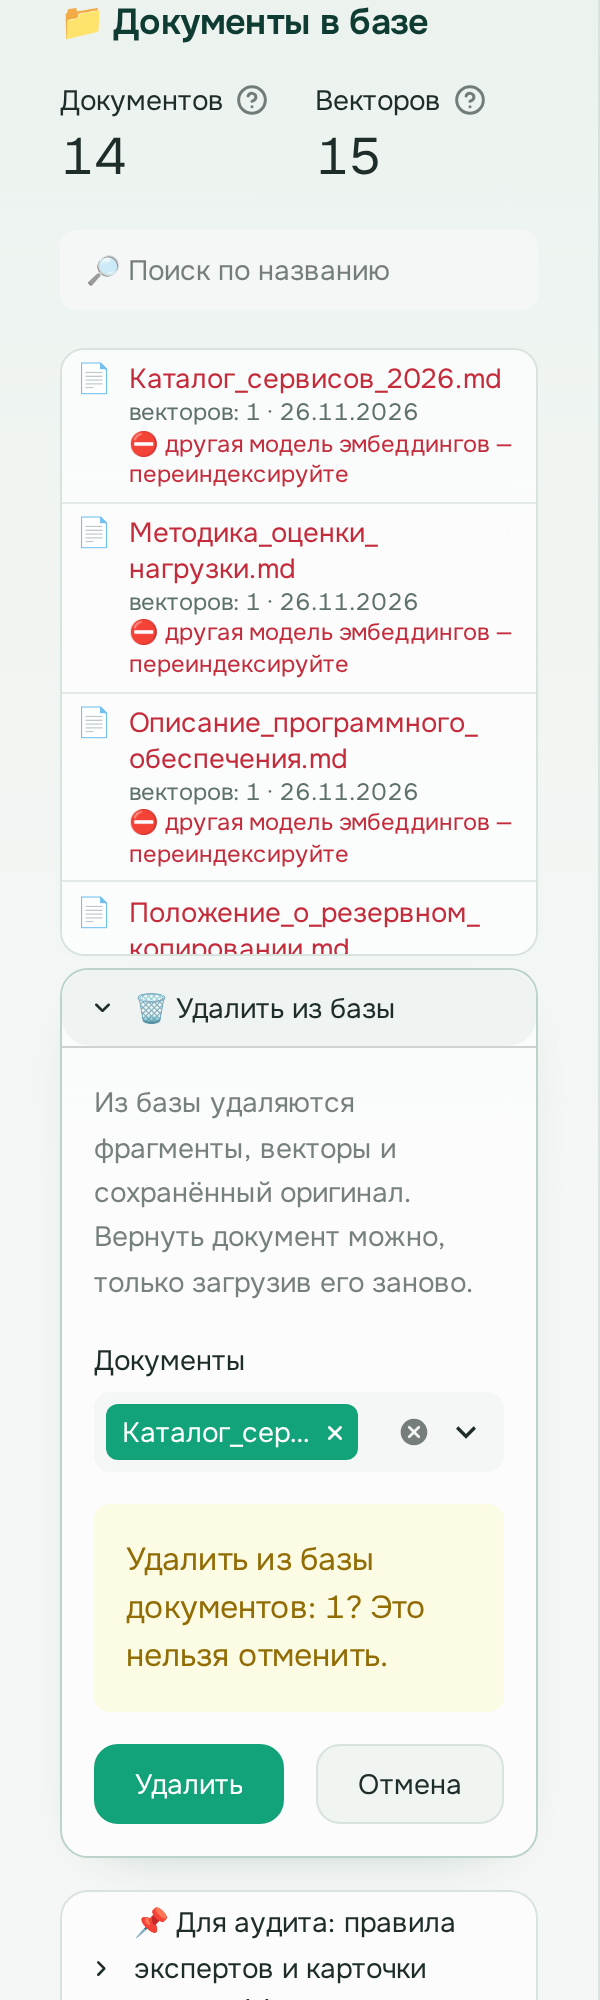 Документы в базе
Документов
Векторов
14
15
Поиск по названию
Каталог_сервисов_2026.md
векторов: 1 · 26.11.2026
другая модель эмбеддингов —
переиндексируйте
Методика_оценки_
нагрузки.md
векторов: 1 · 26.11.2026
другая модель эмбеддингов —
переиндексируйте
Описание_программного_
обеспечения.md
векторов: 1 · 26.11.2026
другая модель эмбеддингов —
переиндексируйте
Положение_о_резервном_
копировании.md
Удалить из базы
Из базы удаляются
фрагменты, векторы и
сохранённый оригинал.
Вернуть документ можно,
только загрузив его заново.
Документы
Каталог_сер...
Удалить из базы
документов: 1? Это
нельзя отменить.
Удалить
Отмена
Для аудита: правила
экспертов и карточки